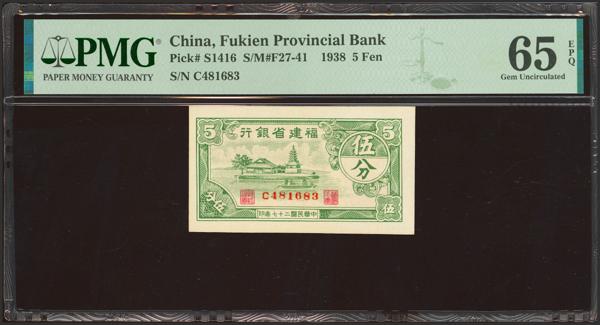 PMG
PAPER MONEY GUARANTY
China, Fukien Provincial Bank
Pick# S1416 S/M#F27-41 1938 5 Fen
S/N C481683
65 EPQ
Gem Uncirculated
5
行銀省建福
伍分
C481683
伍
印年七十二國民華中